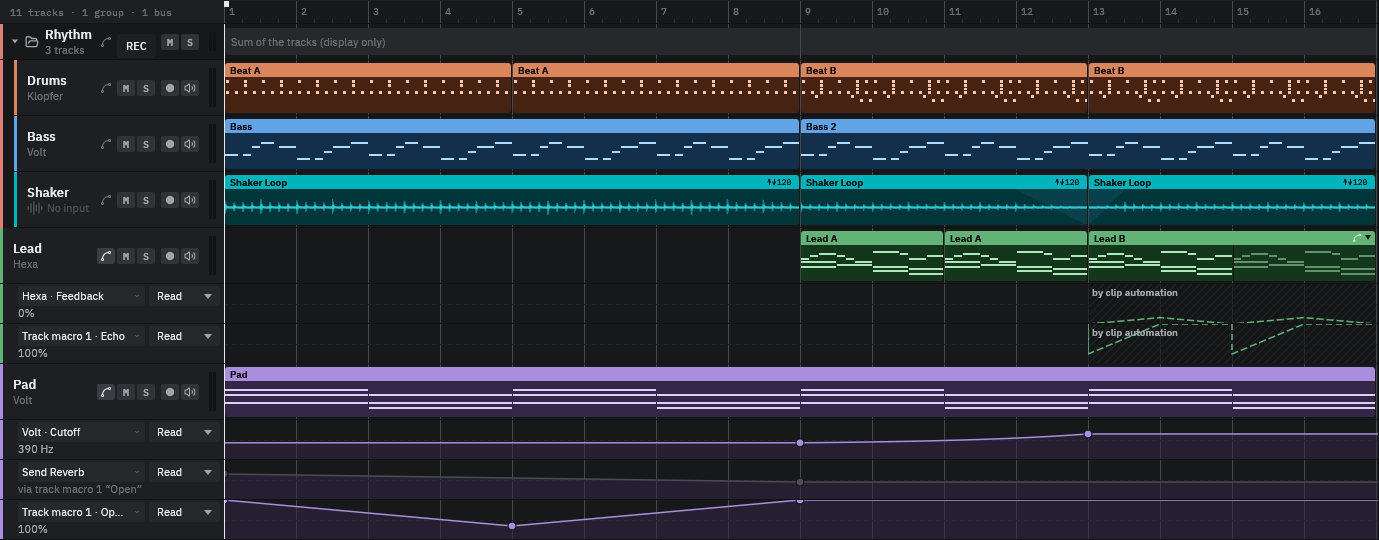 11 tracks · 1 group · 1 bus
1 2 3 4 5 6 7 8 9 10 11 12 13 14 15 16
Rhythm
3 tracks
REC
M S
Sum of the tracks (display only)
Drums
Klopfer
M S
Beat A
Beat A
Beat B
Beat B
Bass
Volt
M S
Bass
Bass 2
Shaker
No input
M S
Shaker Loop
120
Shaker Loop
120
Shaker Loop
120
Lead
Hexa
M S
Lead A
Lead A
Lead B
Hexa · Feedback
Read
0%
by clip automation
Track macro 1 · Echo
Read
100%
by clip automation
Pad
Volt
M S
Pad
Volt · Cutoff
Read
390 Hz
Send Reverb
Read
via track macro 1 “Open”
Track macro 1 · Op...
Read
100%